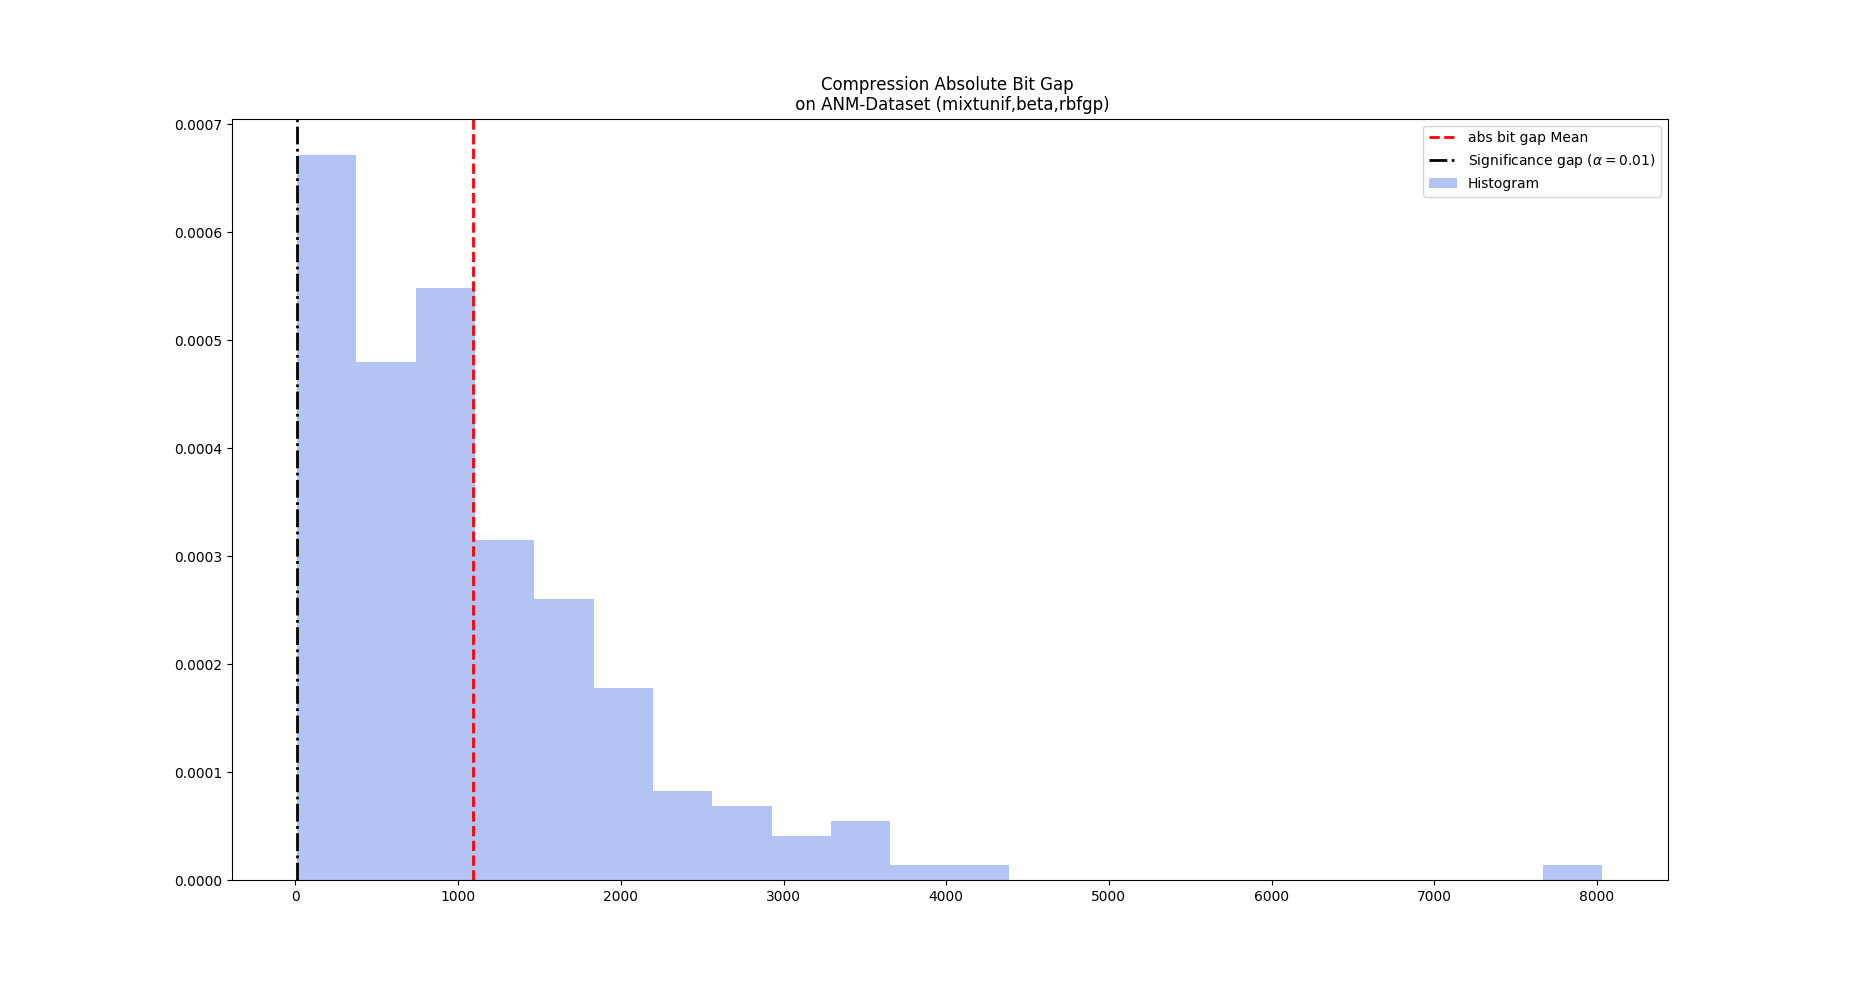 Compression Absolute Bit Gap
on ANM-Dataset (mixtunif,beta,rbfgp)
abs bit gap Mean
Significance gap (α = 0.01)
Histogram
0.0007
0.0006
0.0005
0.0004
0.0003
0.0002
0.0001
0.0000
0 1000 2000 3000 4000 5000 6000 7000 8000